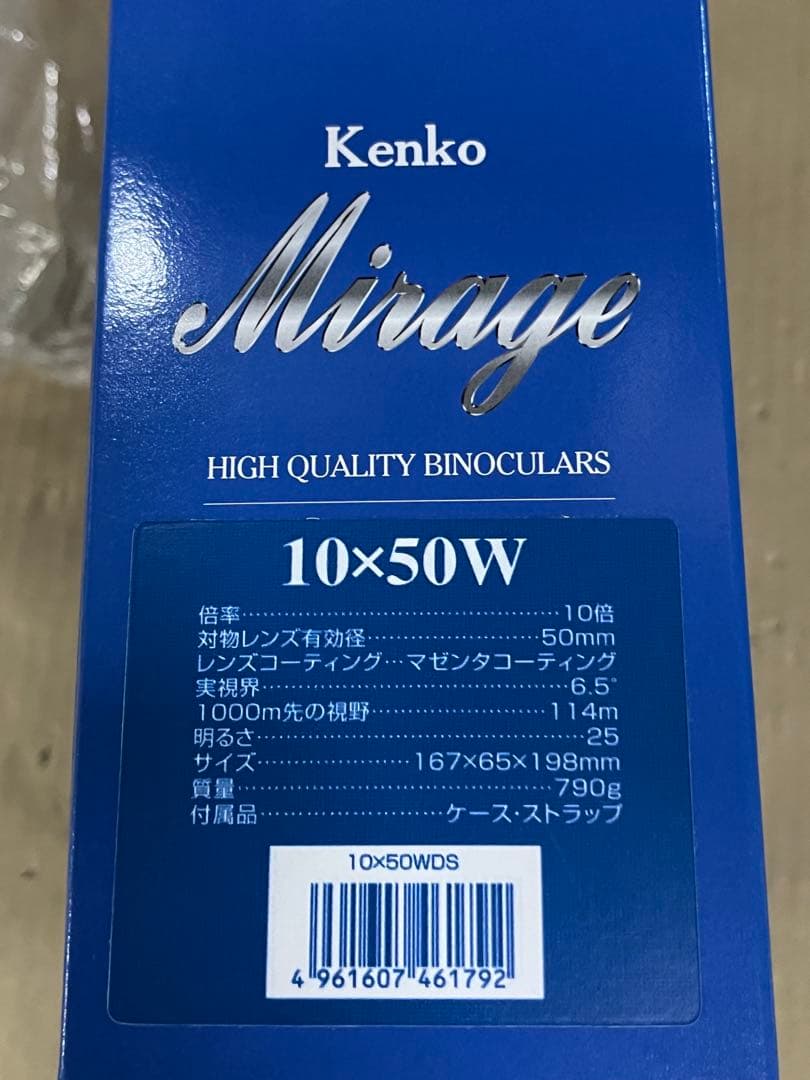 Kenko
Mirage
HIGH QUALITY BINOCULARS
10×50W
倍率……………………………………10倍
対物レンズ有効径……………………50mm
レンズコーティング…マゼンタコーティング
実視界…………………………………6.5°
1000m先の視野……………………114m
明るさ…………………………………25
サイズ………………167×65×198mm
質量……………………………………790g
付属品……………………ケース・ストラップ
10×50WDS
4 961607 461792